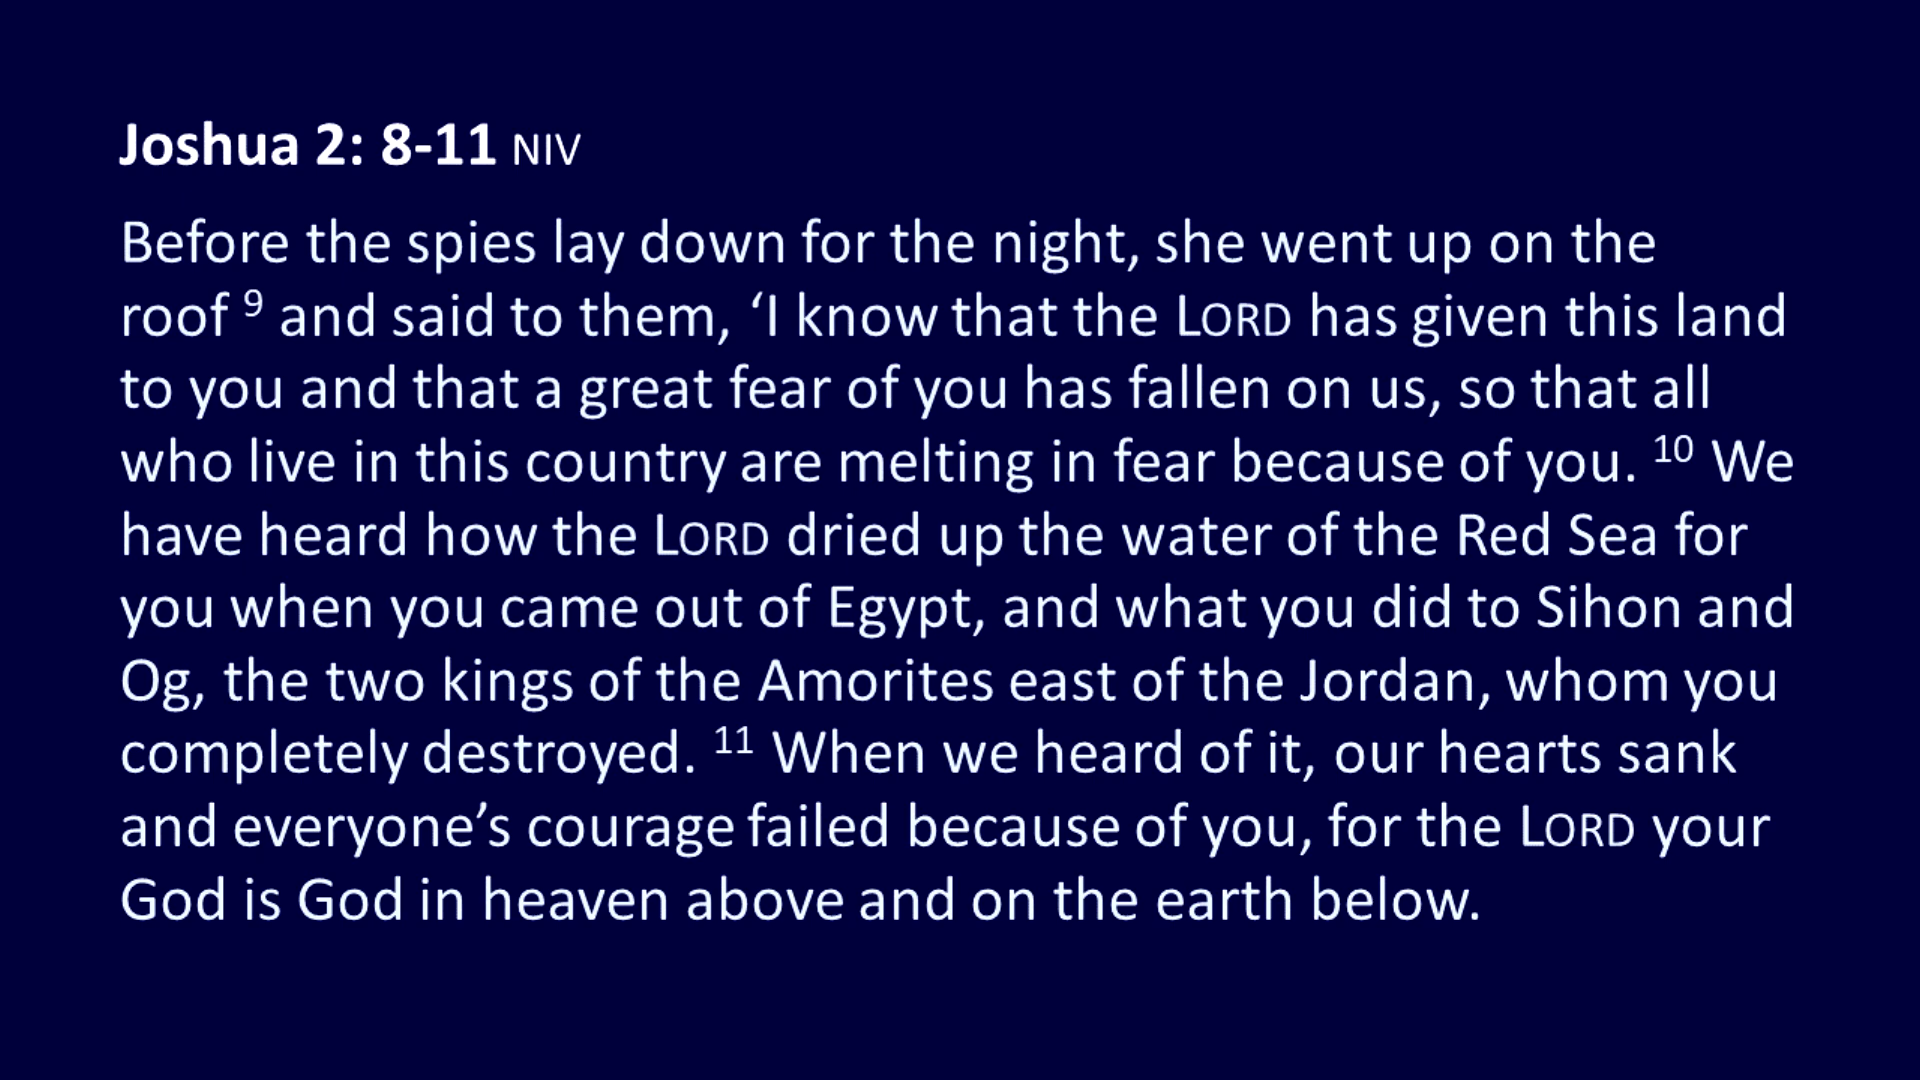 Joshua 2: 8-11 NIV
Before the spies lay down for the night, she went up on the
roof 9 and said to them, ‘I know that the LORD has given this land
to you and that a great fear of you has fallen on us, so that all
who live in this country are melting in fear because of you. 10 We
have heard how the LORD dried up the water of the Red Sea for
you when you came out of Egypt, and what you did to Sihon and
Og, the two kings of the Amorites east of the Jordan, whom you
completely destroyed. 11 When we heard of it, our hearts sank
and everyone’s courage failed because of you, for the LORD your
God is God in heaven above and on the earth below.